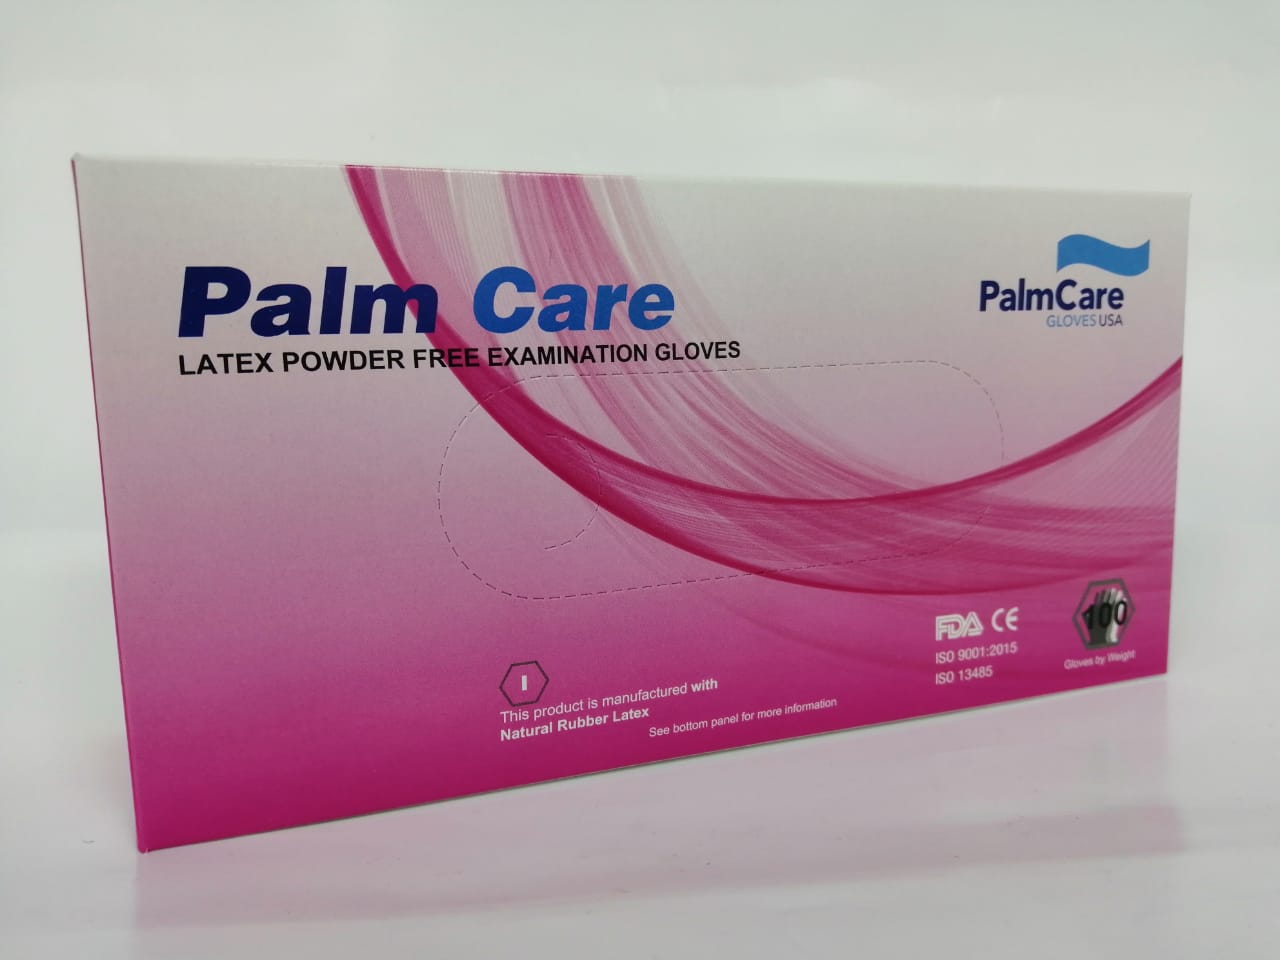 Palm Care
LATEX POWDER FREE EXAMINATION GLOVES
PalmCare
GLOVES USA
FDA CE
ISO 9001:2015
ISO 13485
100
Gloves by Weight
I
This product is manufactured with
Natural Rubber Latex
See bottom panel for more information